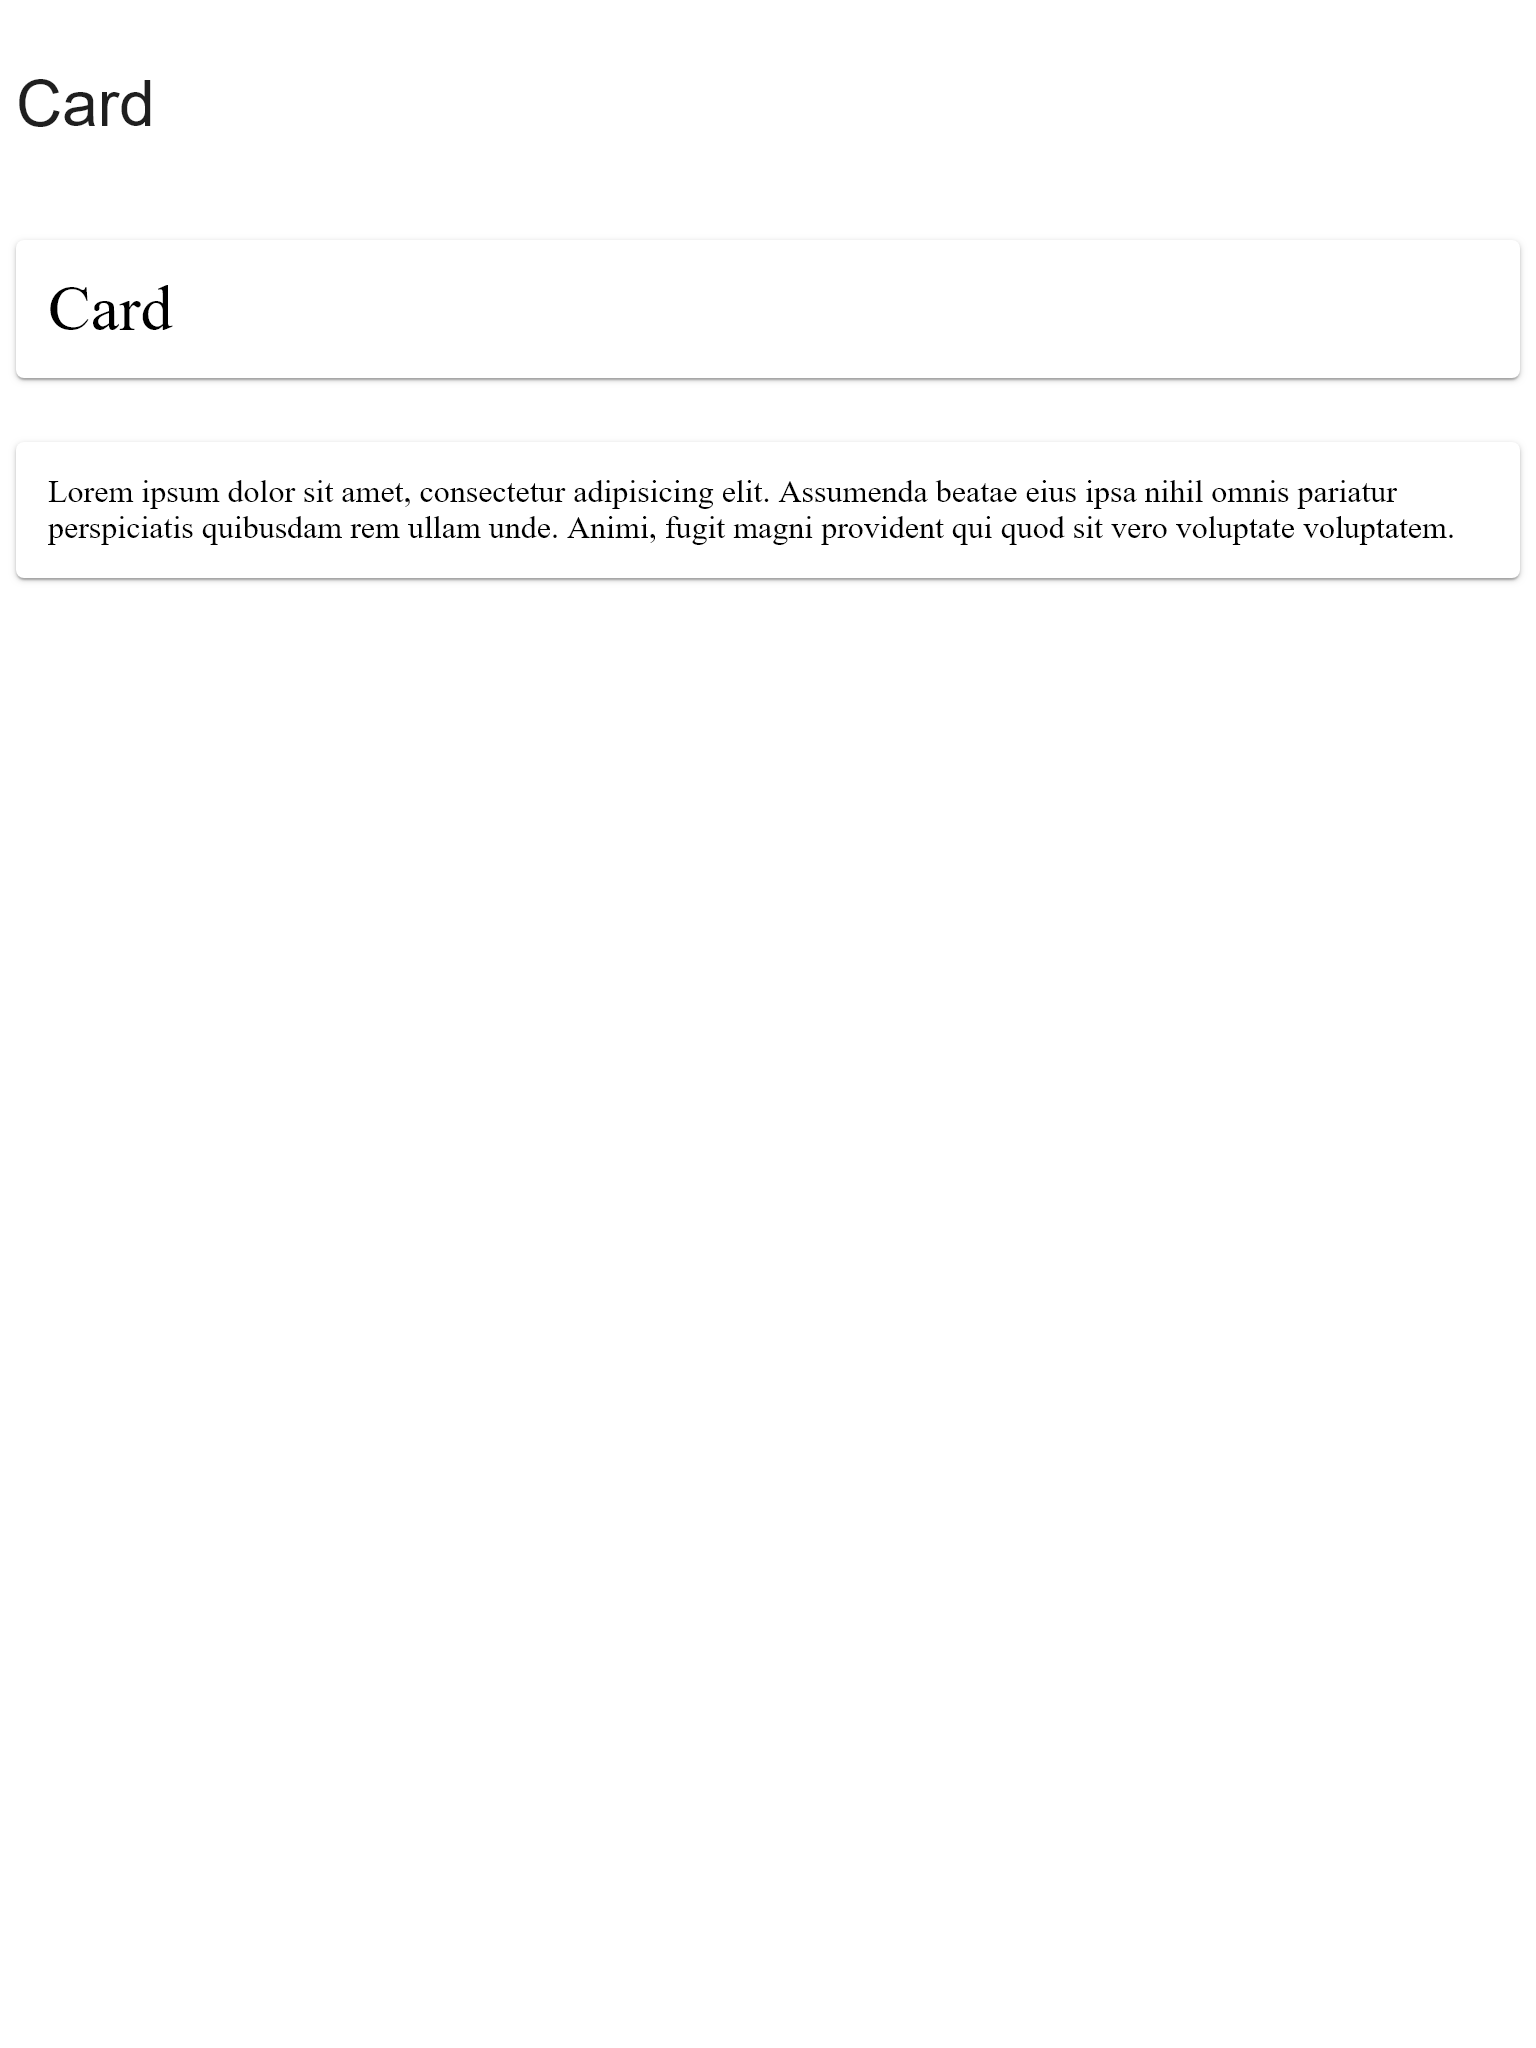 Card
Card
Lorem ipsum dolor sit amet, consectetur adipisicing elit. Assumenda beatae eius ipsa nihil omnis pariatur
perspiciatis quibusdam rem ullam unde. Animi, fugit magni provident qui quod sit vero voluptate voluptatem.